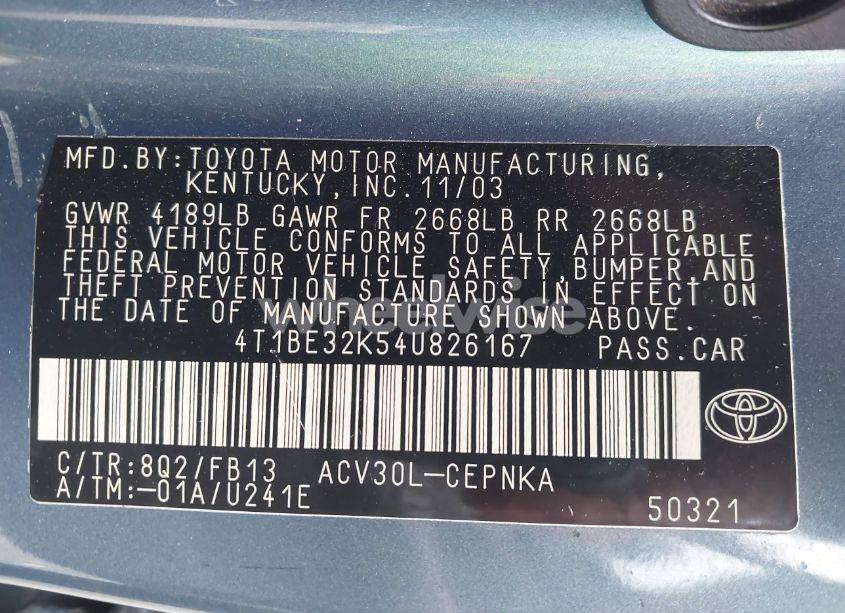 MFD.BY:TOYOTA MOTOR MANUFACTURING,
KENTUCKY,INC.11/03
GVWR 4189LB GAWR FR 2668LB RR 2668LB
THIS VEHICLE CONFORMS TO ALL APPLICABLE
FEDERAL MOTOR VEHICLE SAFETY,BUMPER,AND
THEFT PREVENTION STANDARDS IN EFFECT ON
THE DATE OF MANUFACTURE SHOWN ABOVE.
wheelwise
4T1BE32K54U826167 PASS.CAR
C/TR:8Q2/FB13 ACV30L-CEPNKA
A/TM:-01A/U241E
50321